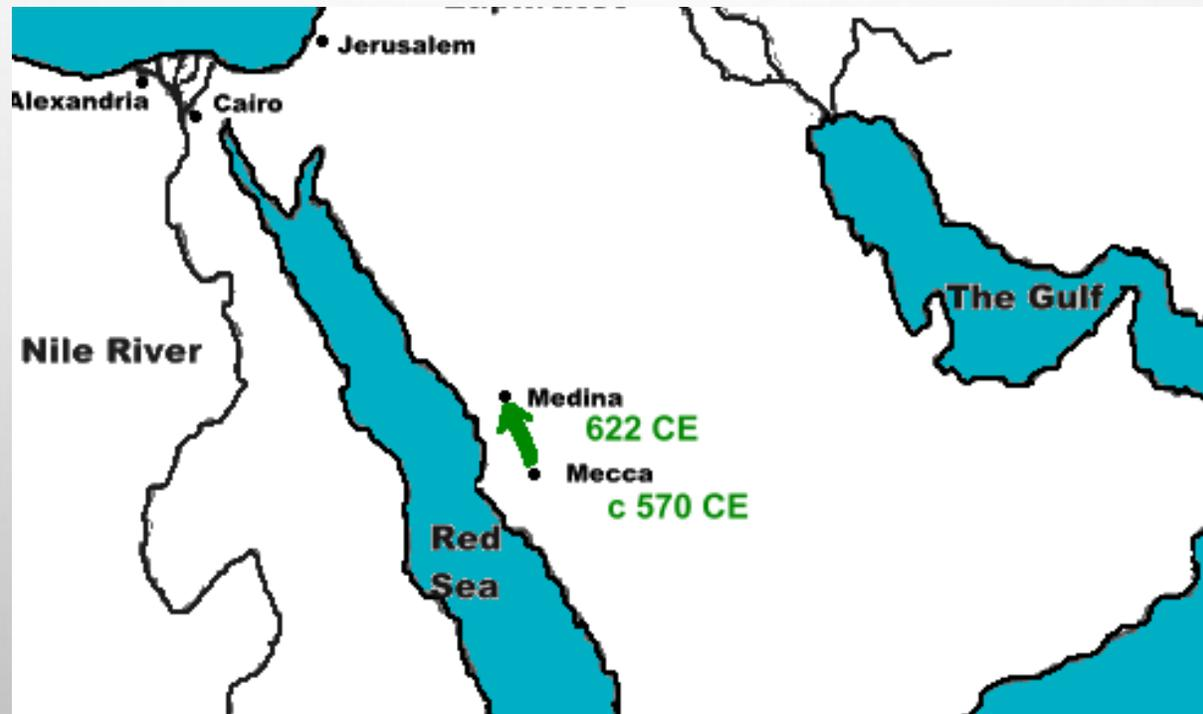 Jerusalem
Alexandria
Cairo
The Gulf
Nile River
Medina
622 CE
Mecca
c 570 CE
Red
Sea